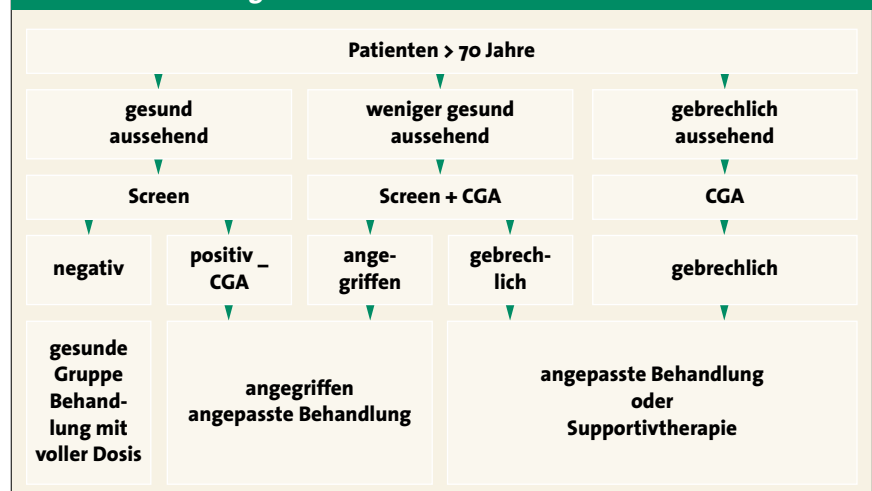 Patienten > 70 Jahre
gesund
aussehend
weniger gesund
aussehend
gebrechlich
aussehend
Screen
Screen + CGA
CGA
negativ
positiv _
CGA
ange-
griffen
gebrech-
lich
gebrechlich
gesunde
Gruppe
Behand-
lung mit
voller Dosis
angegriffen
angepasste Behandlung
angepasste Behandlung
oder
Supportivtherapie